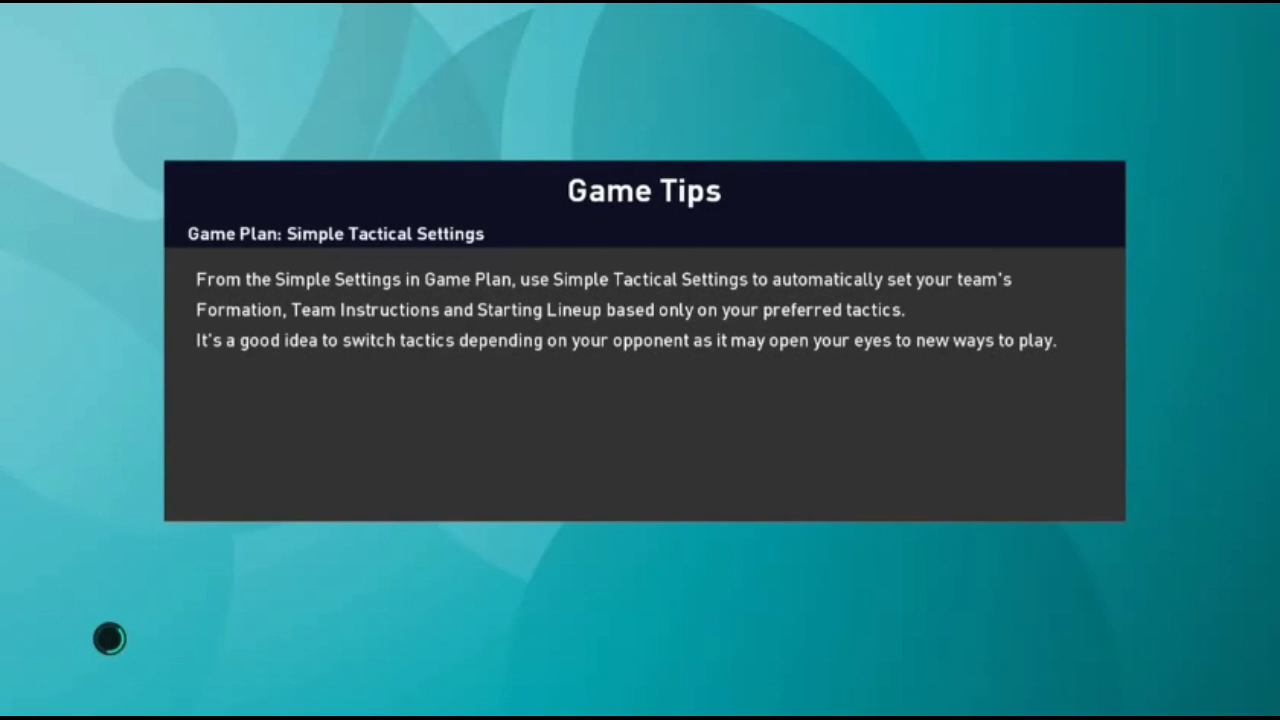 Game Tips
Game Plan: Simple Tactical Settings
From the Simple Settings in Game Plan, use Simple Tactical Settings to automatically set your team's
Formation, Team Instructions and Starting Lineup based only on your preferred tactics.
It's a good idea to switch tactics depending on your opponent as it may open your eyes to new ways to play.